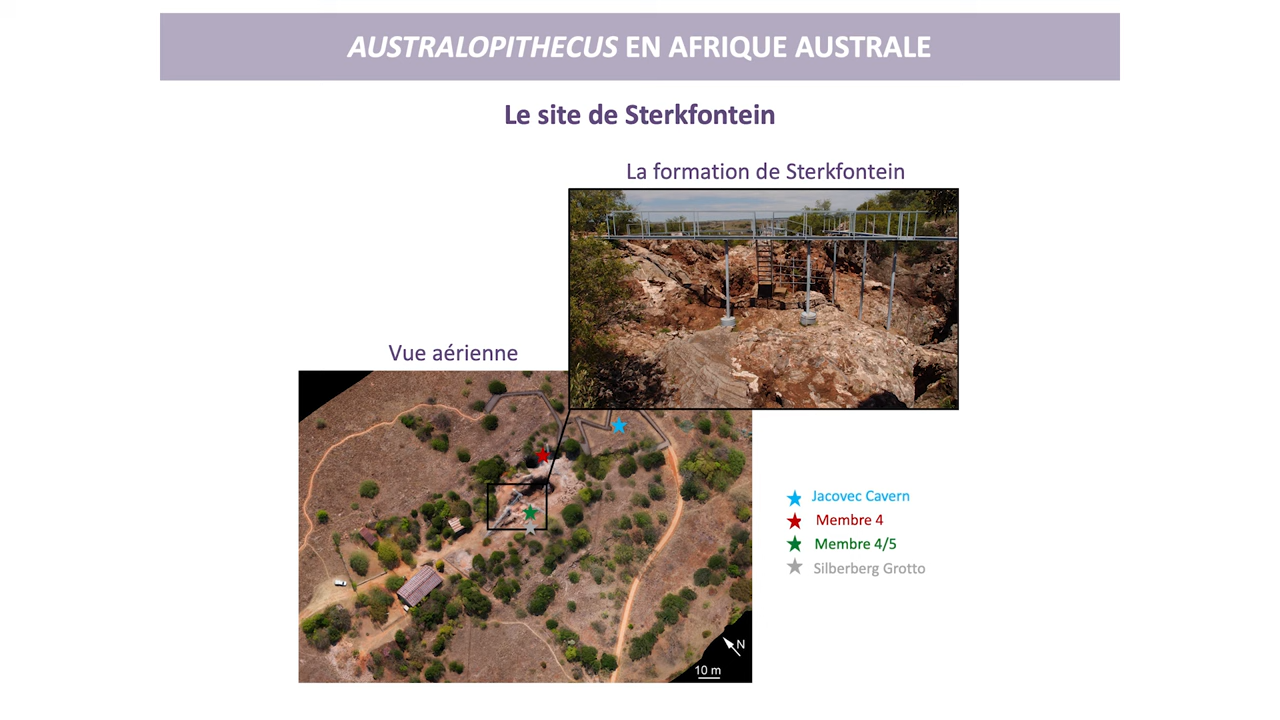 AUSTRALOPITHECUS EN AFRIQUE AUSTRALE
Le site de Sterkfontein
La formation de Sterkfontein
Vue aérienne
Jacovec Cavern
Membre 4
Membre 4/5
Silberberg Grotto
N
10 m